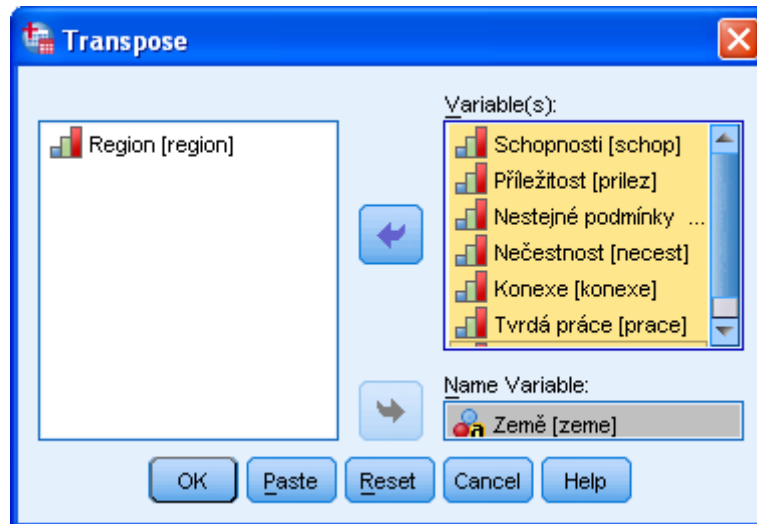 Transpose
Region [region]
Variable(s):
Schopnosti [schop]
Příležitost [prilez]
Nestejné podmínky ...
Nečestnost [necest]
Konexe [konexe]
Tvrdá práce [prace]
Name Variable:
Země [zeme]
OK Paste Reset Cancel Help